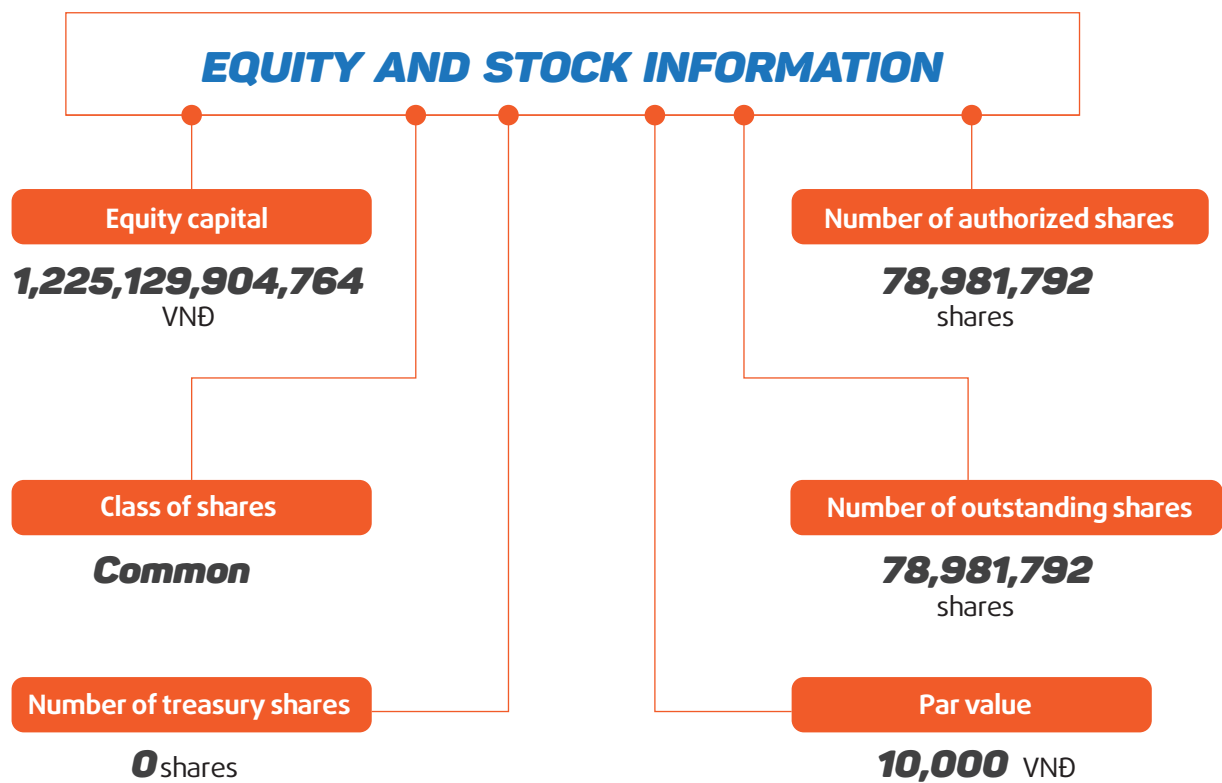 EQUITY AND STOCK INFORMATION
Equity capital
1,225,129,904,764
VNĐ
Number of authorized shares
78,981,792
shares
Class of shares
Common
Number of outstanding shares
78,981,792
shares
Number of treasury shares
0 shares
Par value
10,000 VNĐ